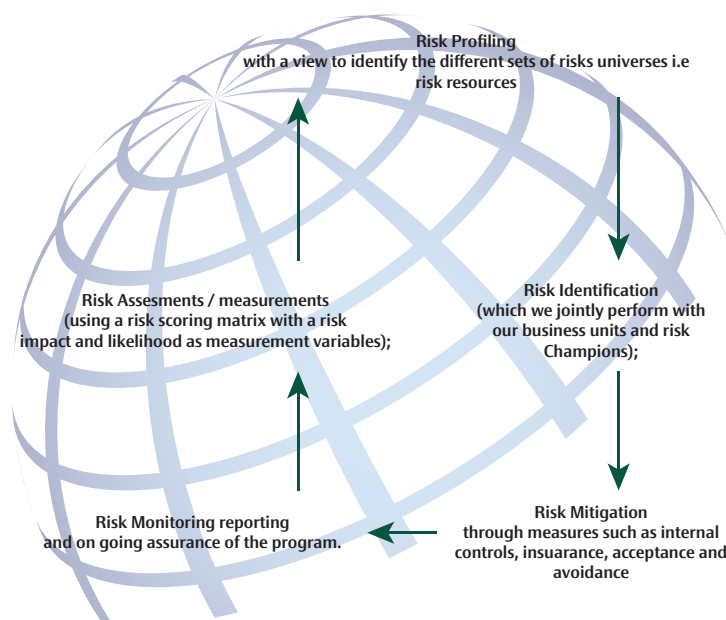 Risk Profiling
with a view to identify the different sets of risks universes i.e
risk resources
Risk Assesments / measurements
(using a risk scoring matrix with a risk
impact and likelihood as measurement variables);
Risk Identification
(which we jointly perform with
our business units and risk
Champions);
Risk Monitoring reporting
and on going assurance of the program.
Risk Mitigation
through measures such as internal
controls, insuarance, acceptance and
avoidance